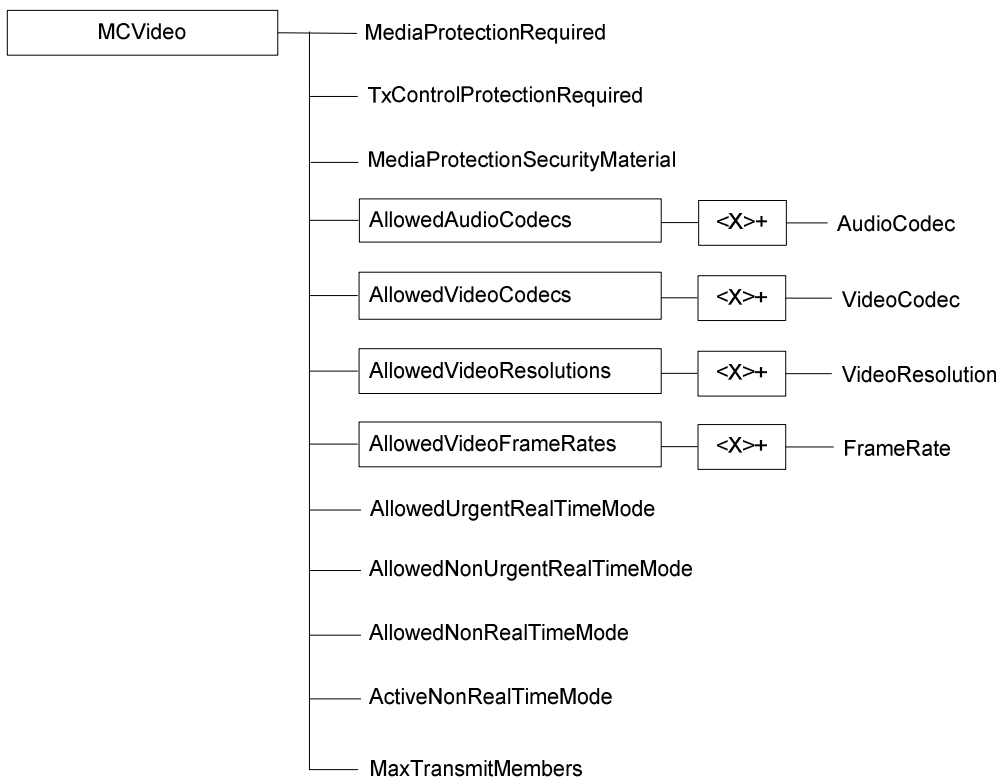 MCVideo
MediaProtectionRequired
TxControlProtectionRequired
MediaProtectionSecurityMaterial
AllowedAudioCodecs <X>+ AudioCodec
AllowedVideoCodecs <X>+ VideoCodec
AllowedVideoResolutions <X>+ VideoResolution
AllowedVideoFrameRates <X>+ FrameRate
AllowedUrgentRealTimeMode
AllowedNonUrgentRealTimeMode
AllowedNonRealTimeMode
ActiveNonRealTimeMode
MaxTransmitMembers